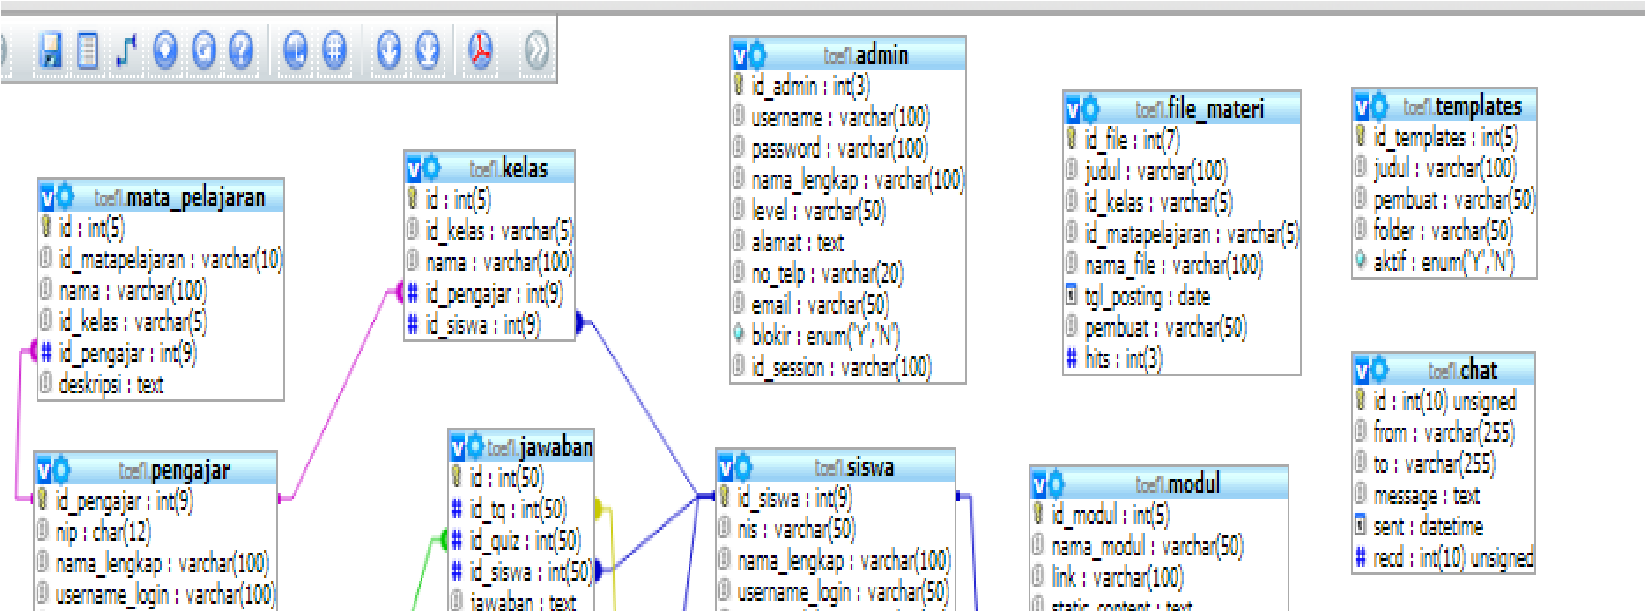 toefl.mata_pelajaran
id : int(5)
id_matapelajaran : varchar(10)
nama : varchar(100)
id_kelas : varchar(5)
id_pengajar : int(9)
deskripsi : text
toefl.pengajar
id_pengajar : int(9)
nip : char(12)
nama_lengkap : varchar(100)
username_login : varchar(100)
toefl.kelas
id : int(5)
id_kelas : varchar(5)
nama : varchar(100)
id_pengajar : int(9)
id_siswa : int(9)
toefl.jawaban
id : int(50)
id_tq : int(50)
id_quiz : int(50)
id_siswa : int(50)
jawaban : text
toefl.admin
id_admin : int(3)
username : varchar(100)
password : varchar(100)
nama_lengkap : varchar(100)
level : varchar(50)
alamat : text
no_telp : varchar(20)
email : varchar(50)
blokir : enum('Y','N')
id_session : varchar(100)
toefl.siswa
id_siswa : int(9)
nis : varchar(50)
nama_lengkap : varchar(100)
username_login : varchar(50)
toefl.file_materi
id_file : int(7)
judul : varchar(100)
id_kelas : varchar(5)
id_matapelajaran : varchar(5)
nama_file : varchar(100)
tgl_posting : date
pembuat : varchar(50)
hits : int(3)
toefl.modul
id_modul : int(5)
nama_modul : varchar(50)
link : varchar(100)
static_content : text
toefl.templates
id_templates : int(5)
judul : varchar(100)
pembuat : varchar(50)
folder : varchar(50)
aktif : enum('Y','N')
toefl.chat
id : int(10) unsigned
from : varchar(255)
to : varchar(255)
message : text
sent : datetime
recd : int(10) unsigned